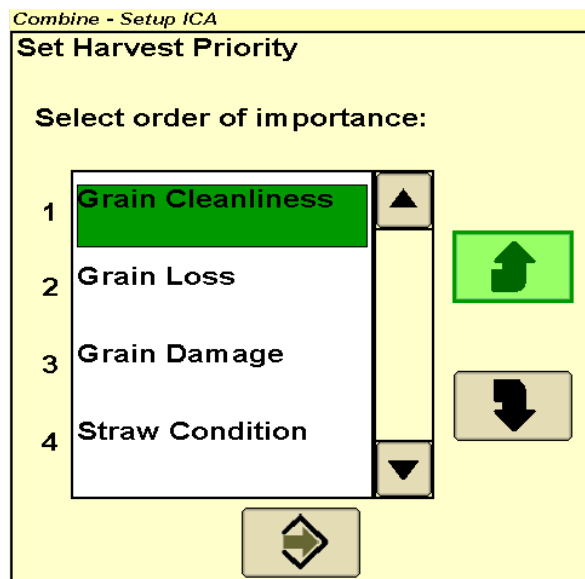 Combine - Setup ICA
Set Harvest Priority
Select order of importance:
1 Grain Cleanliness
2 Grain Loss
3 Grain Damage
4 Straw Condition